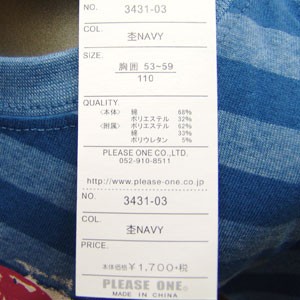 NO. 3431-03
COL. 杢NAVY
SIZE.
胸囲 53~59
110
QUALITY
<本体> 綿 68%
ポリエステル 32%
<附属> ポリエステル 62%
綿 33%
ポリウレタン 5%
PLEASE ONE CO.,LTD.
052-910-8511
http://www.please-one.co.jp
NO. 3431-03
COL. 杢NAVY
PRICE.
本体価格 ¥1,700+税
PLEASE ONE.
MADE IN CHINA